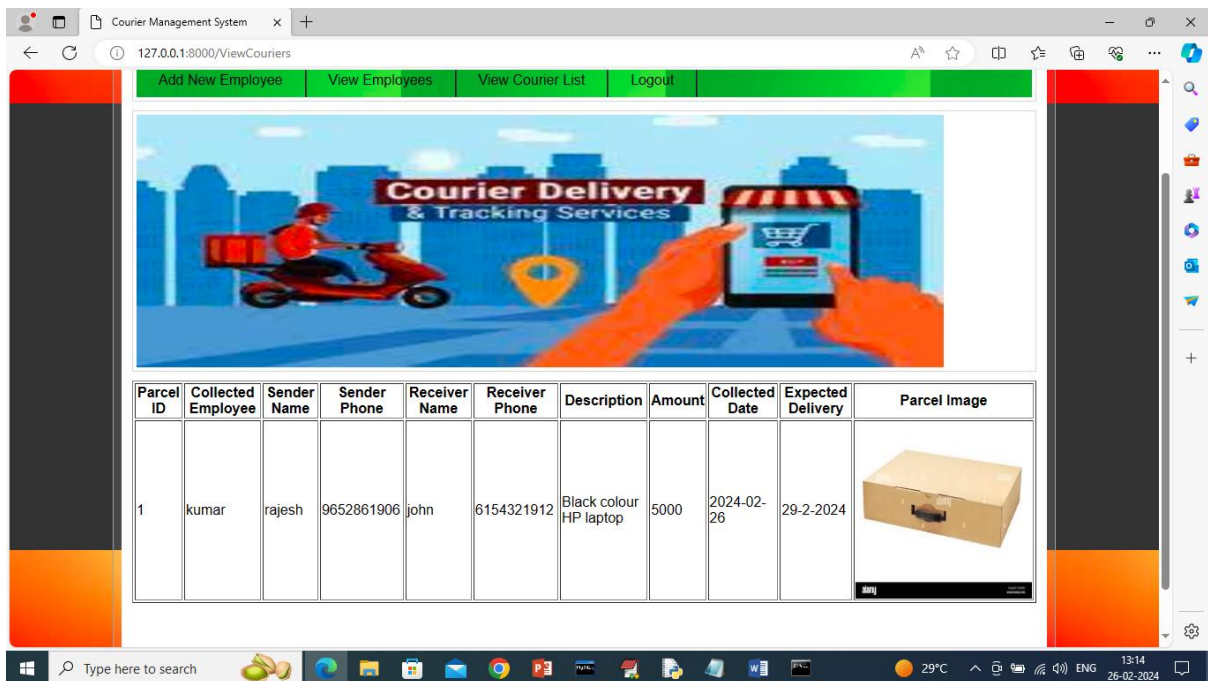 Courier Management System
127.0.0.1:8000/ViewCouriers
Add New Employee View Employees View Courier List Logout
Courier Delivery
& Tracking Services
Parcel ID Collected Employee Sender Name Sender Phone Receiver Name Receiver Phone Description Amount Collected Date Expected Delivery Parcel Image
1 kumar rajesh 9652861906 john 6154321912 Black colour HP laptop 5000 2024-02-26 29-2-2024
alamy
Type here to search
29°C ENG 13:14
26-02-2024